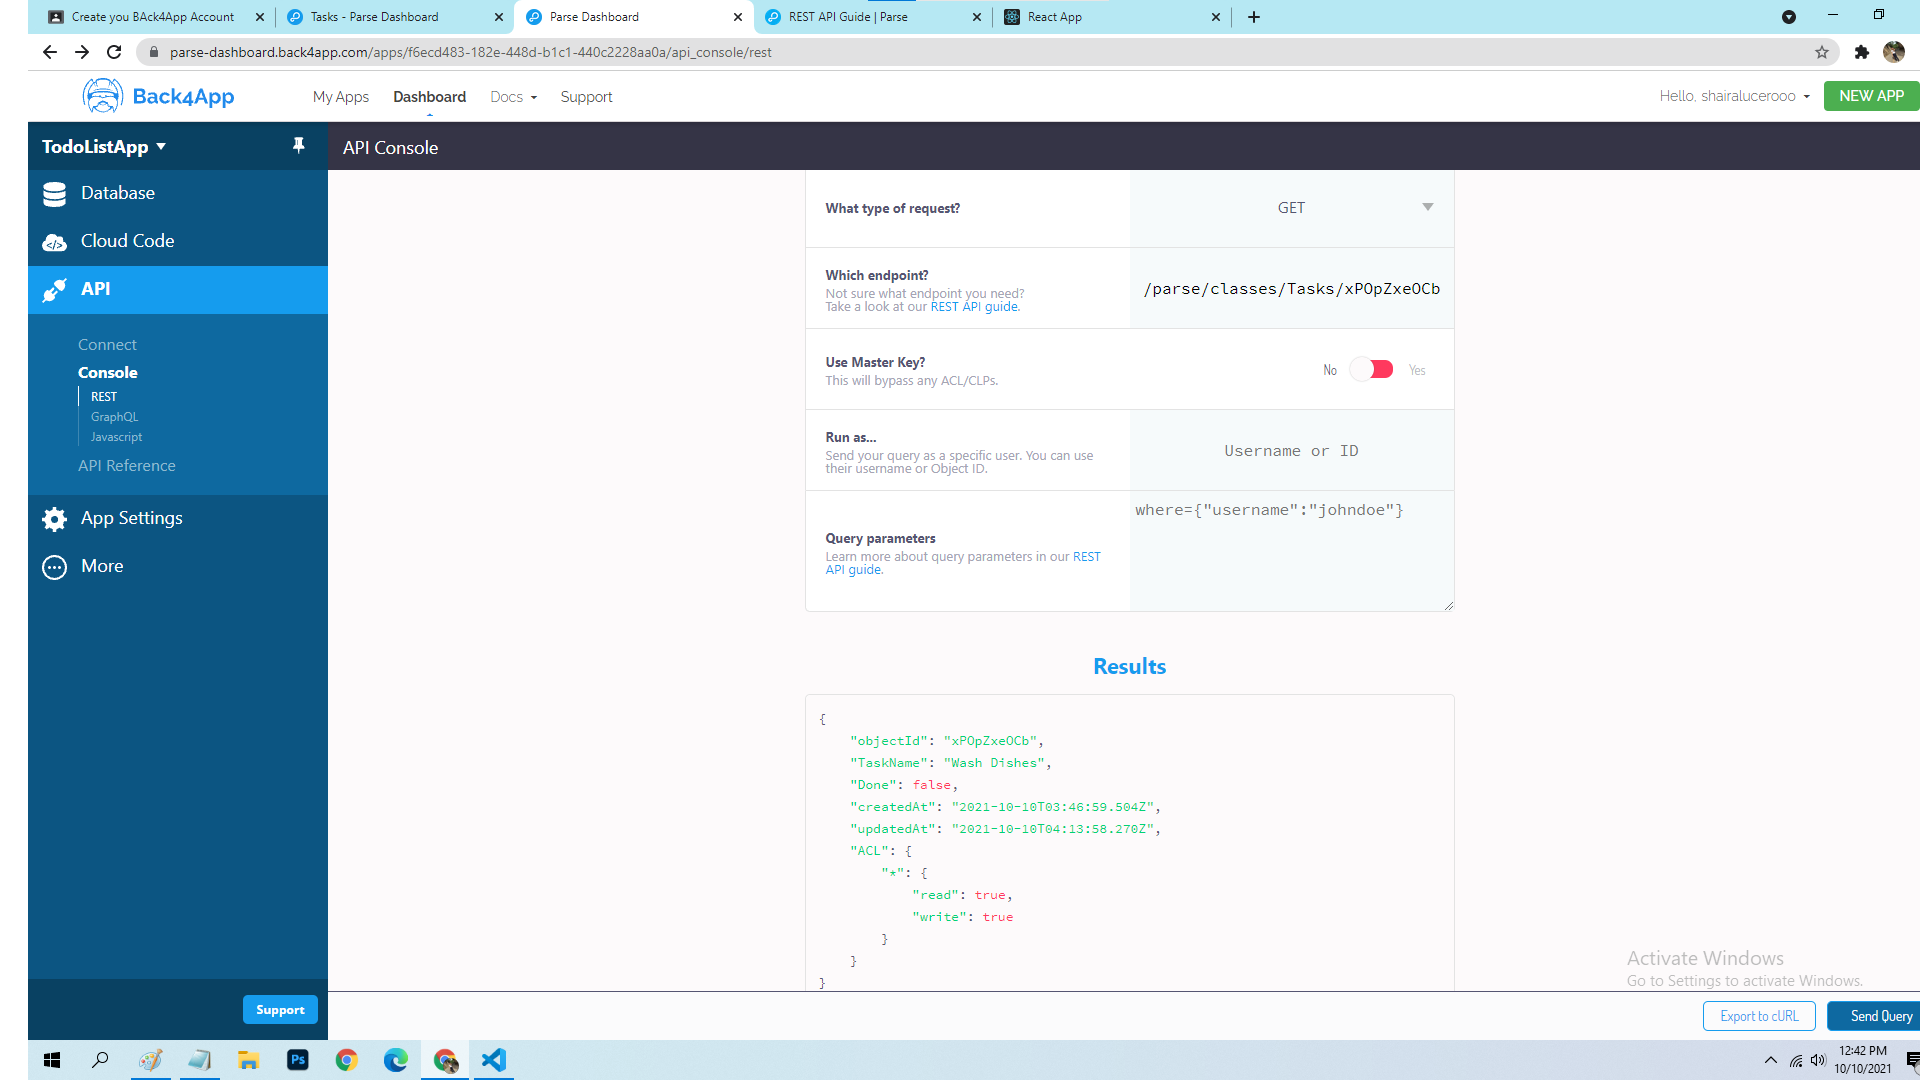 Create you BAck4App Account
Tasks - Parse Dashboard
Parse Dashboard
REST API Guide | Parse
React App
parse-dashboard.back4app.com/apps/f6ecd483-182e-448d-b1c1-440c2228aa0a/api_console/rest
Back4App
My Apps
Dashboard
Docs
Support
Hello, shairalucerooo
NEW APP
TodoListApp
API Console
Database
Cloud Code
API
Connect
Console
REST
GraphQL
Javascript
API Reference
App Settings
More
Support
What type of request?
GET
Which endpoint?
Not sure what endpoint you need?
Take a look at our REST API guide.
/parse/classes/Tasks/xPOpZxeOCb
Use Master Key?
This will bypass any ACL/CLPs.
No
Yes
Run as...
Send your query as a specific user. You can use
their username or Object ID.
Username or ID
Query parameters
Learn more about query parameters in our REST
API guide.
where={"username":"johndoe"}
Results
{
"objectId": "xPOpZxeOCb",
"TaskName": "Wash Dishes",
"Done": false,
"createdAt": "2021-10-10T03:46:59.504Z",
"updatedAt": "2021-10-10T04:13:58.270Z",
"ACL": {
"*": {
"read": true,
"write": true
}
}
}
Activate Windows
Go to Settings to activate Windows.
Export to cURL
Send Query
Ps
12:42 PM
10/10/2021